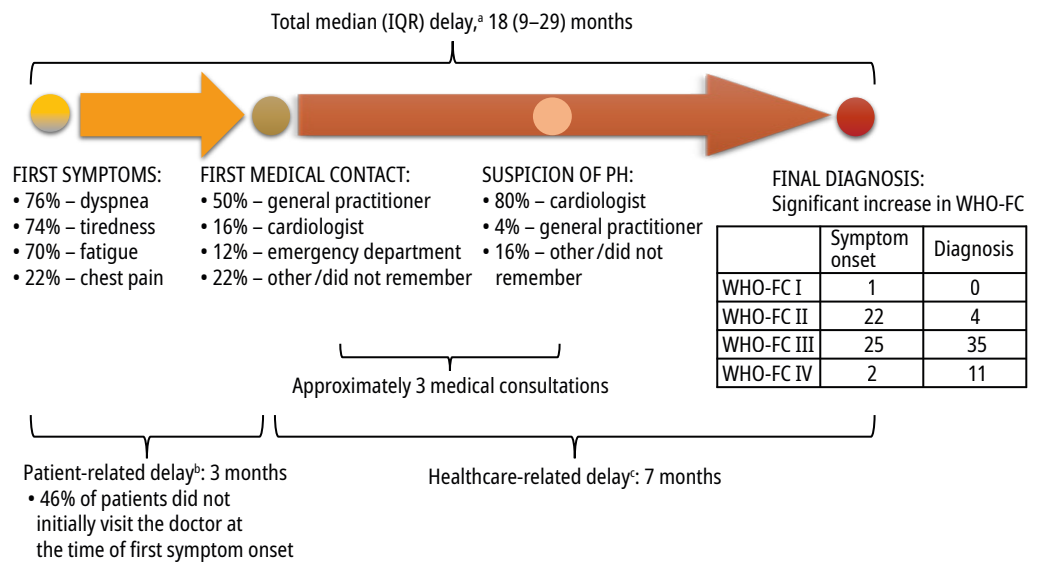 Total median (IQR) delay,ᵃ 18 (9–29) months
FIRST SYMPTOMS:
• 76% – dyspnea
• 74% – tiredness
• 70% – fatigue
• 22% – chest pain
FIRST MEDICAL CONTACT:
• 50% – general practitioner
• 16% – cardiologist
• 12% – emergency department
• 22% – other/did not remember
SUSPICION OF PH:
• 80% – cardiologist
• 4% – general practitioner
• 16% – other/did not
remember
FINAL DIAGNOSIS:
Significant increase in WHO-FC
Symptom
onset
Diagnosis
WHO-FC I 1 0
WHO-FC II 22 4
WHO-FC III 25 35
WHO-FC IV 2 11
Approximately 3 medical consultations
Patient-related delayᵇ: 3 months
• 46% of patients did not
initially visit the doctor at
the time of first symptom onset
Healthcare-related delayᶜ: 7 months